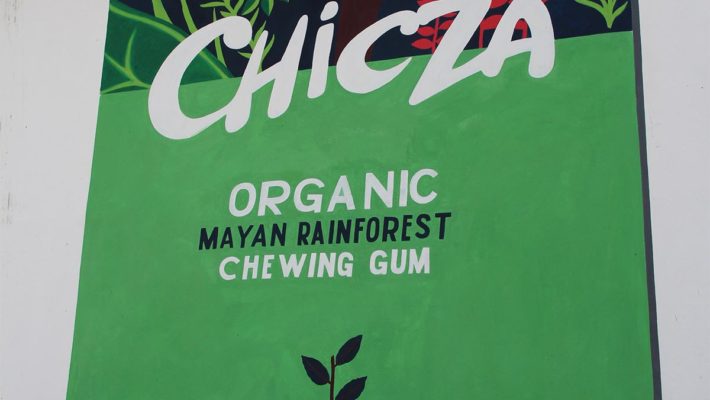 CHiCZA
ORGANIC
MAYAN RAINFOREST
CHEWING GUM